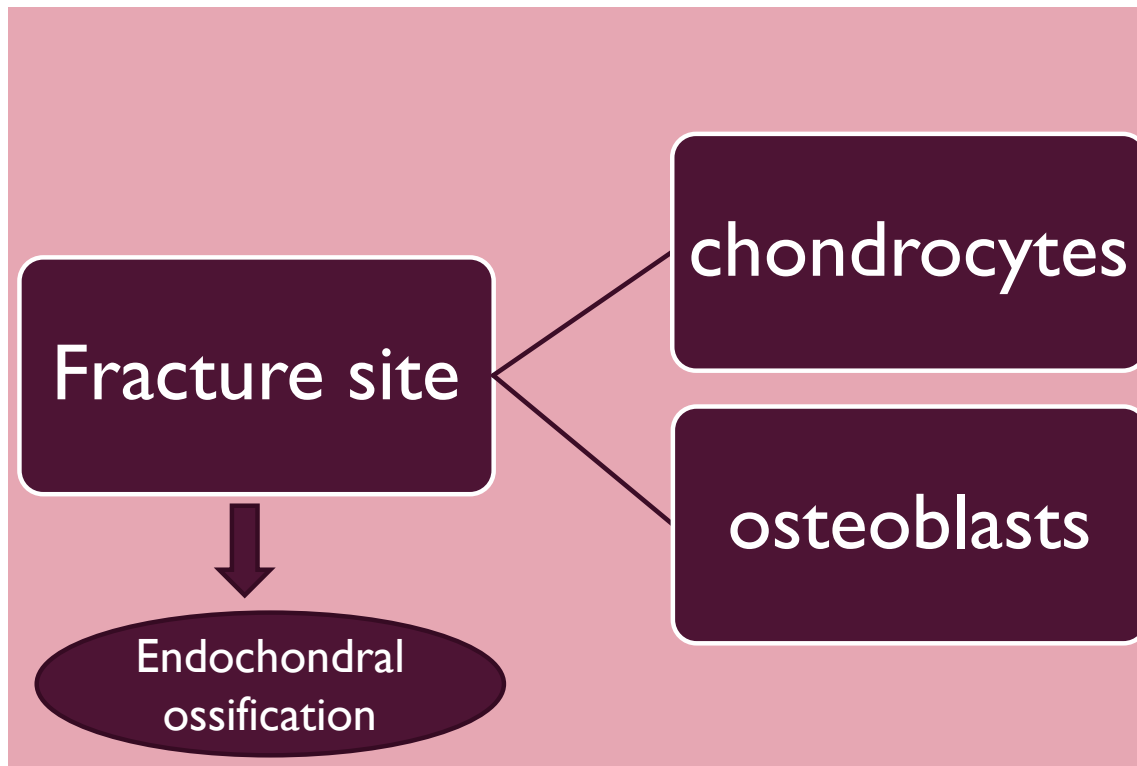 chondrocytes
Fracture site
osteoblasts
Endochondral
ossification